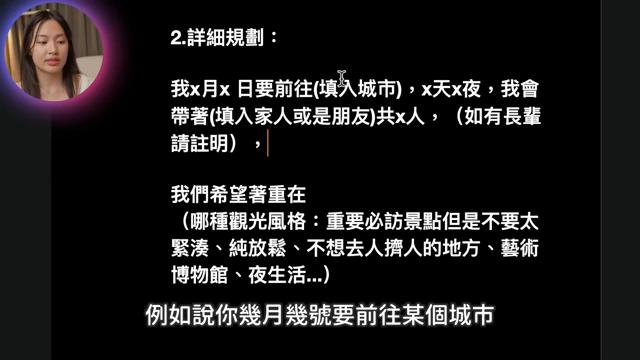 2.詳細規劃：
我x月x 日要前往(填入城市)，x天x夜，我會
帶著(填入家人或是朋友)共x人，（如有長輩
請註明），
我們希望著重在
（哪種觀光風格：重要必訪景點但是不要太
緊湊、純放鬆、不想去人擠人的地方、藝術
博物館、夜生活...）
例如說你幾月幾號要前往某個城市